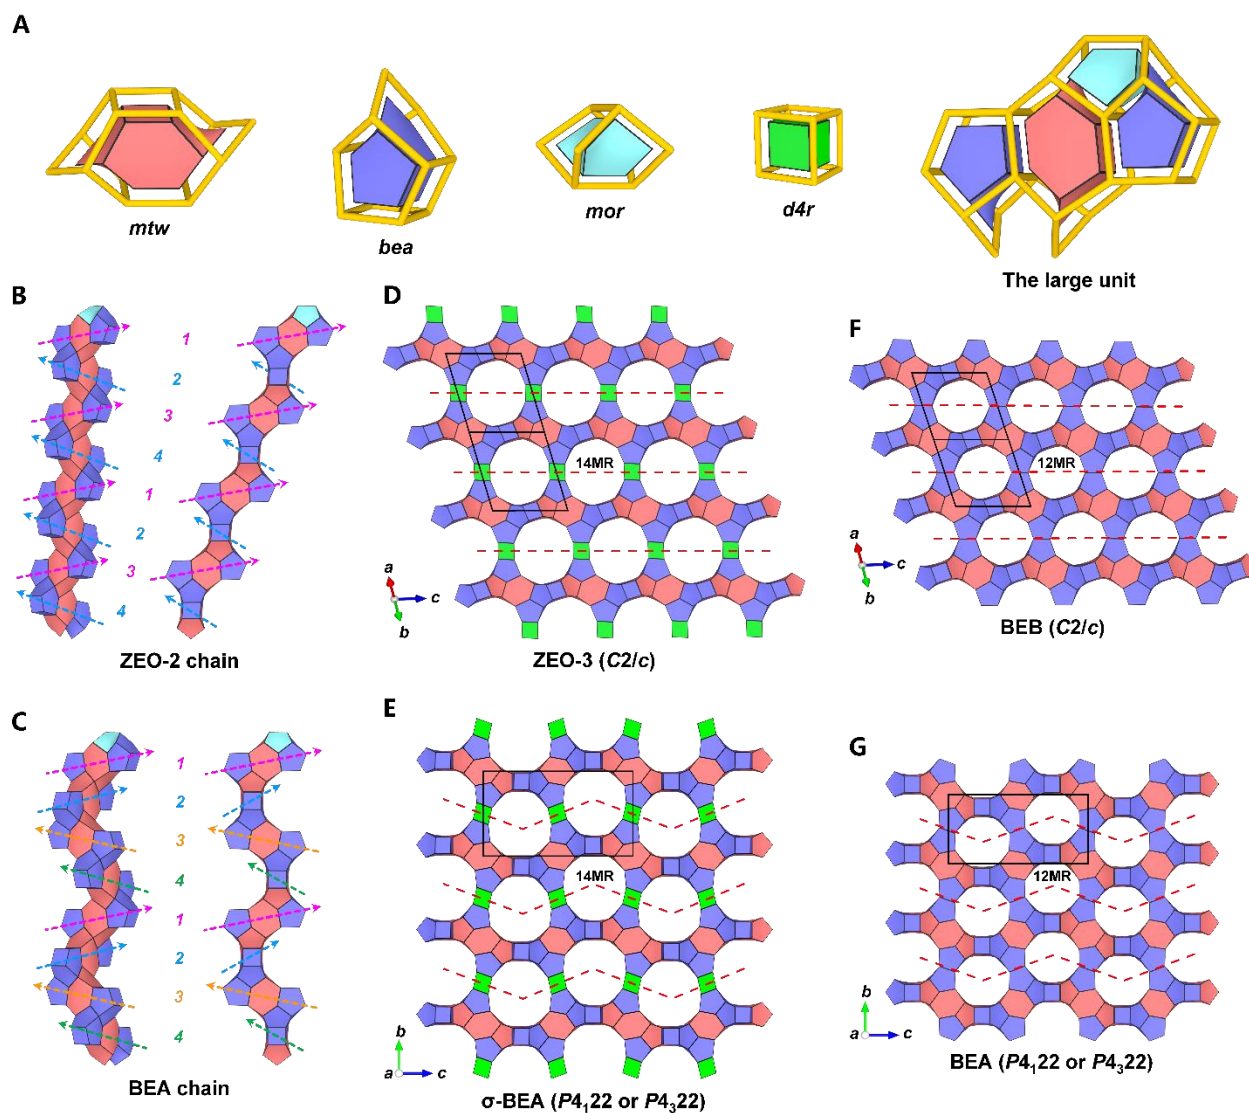 A
mtw
bea
mor
d4r
The large unit
B
1
2
3
4
1
2
3
4
ZEO-2 chain
C
1
2
3
4
1
2
3
4
BEA chain
D
14MR
a
c
b
ZEO-3 (C2/c)
E
14MR
b
a
c
σ-BEA (P4₁22 or P4₃22)
F
12MR
a
c
b
BEB (C2/c)
G
12MR
b
a
c
BEA (P4₁22 or P4₃22)